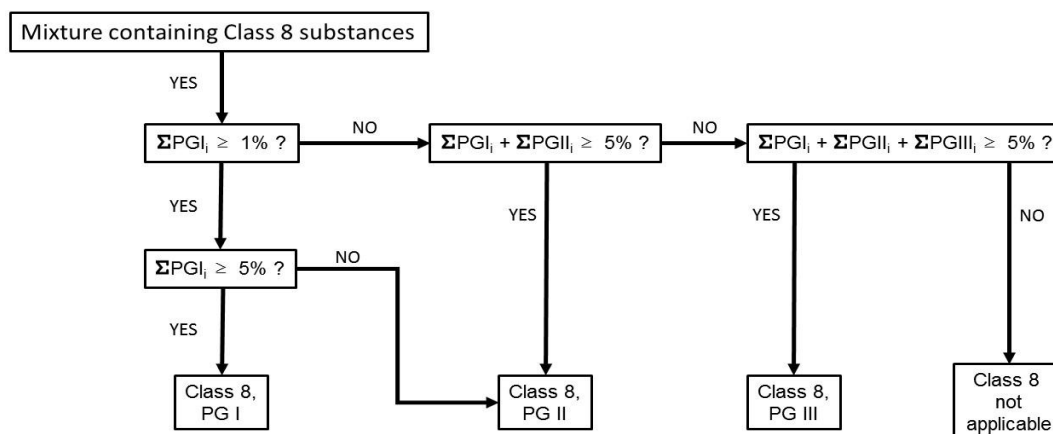 Mixture containing Class 8 substances
YES
ΣPGIᵢ ≥ 1% ?
NO
ΣPGIᵢ + ΣPGIIᵢ ≥ 5% ?
NO
ΣPGIᵢ + ΣPGIIᵢ + ΣPGIIIᵢ ≥ 5% ?
YES
YES
YES
NO
ΣPGIᵢ ≥ 5% ?
NO
YES
Class 8,
PG I
Class 8,
PG II
Class 8,
PG III
Class 8
not
applicable